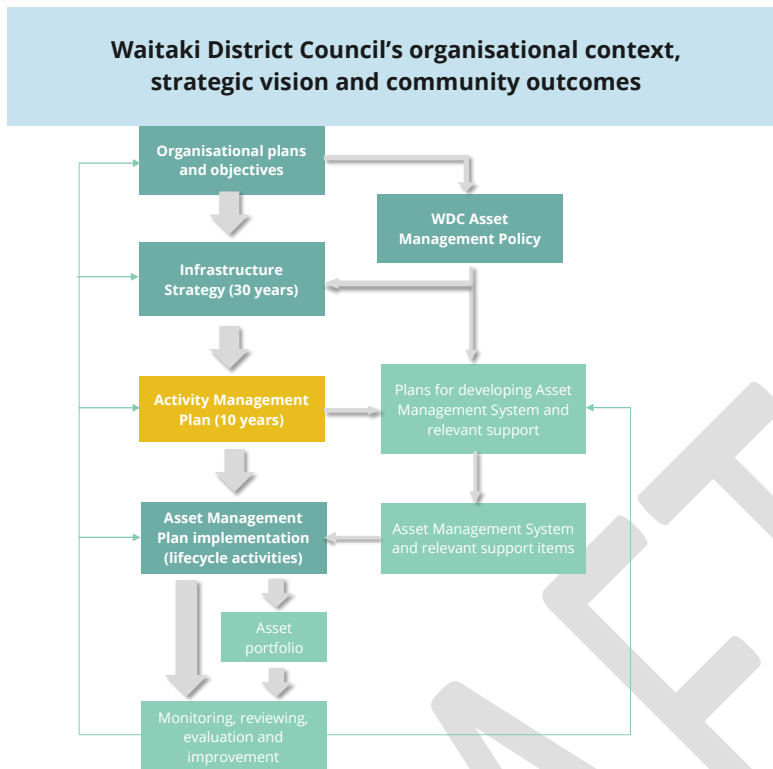 Waitaki District Council's organisational context,
strategic vision and community outcomes
Organisational plans
and objectives
WDC Asset
Management Policy
Infrastructure
Strategy (30 years)
Activity Management
Plan (10 years)
Plans for developing Asset
Management System and
relevant support
Asset Management
Plan implementation
(lifecycle activities)
Asset Management System
and relevant support items
Asset
portfolio
Monitoring, reviewing,
evaluation and
improvement